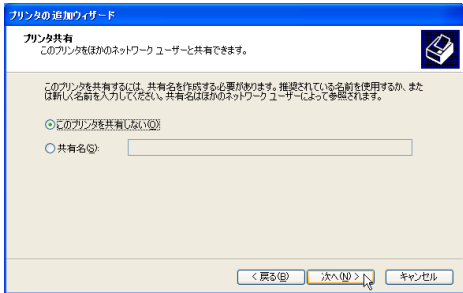 プリンタの追加ウィザード
プリンタ共有
このプリンタをほかのネットワーク ユーザーと共有できます。
このプリンタを共有するには、共有名を作成する必要があります。推奨されている名前を使用するか、また
は新しく名前を入力してください。共有名はほかのネットワーク ユーザーによって参照されます。
このプリンタを共有しない(O)
共有名(S):
< 戻る(B)
次へ(N) >
キャンセル